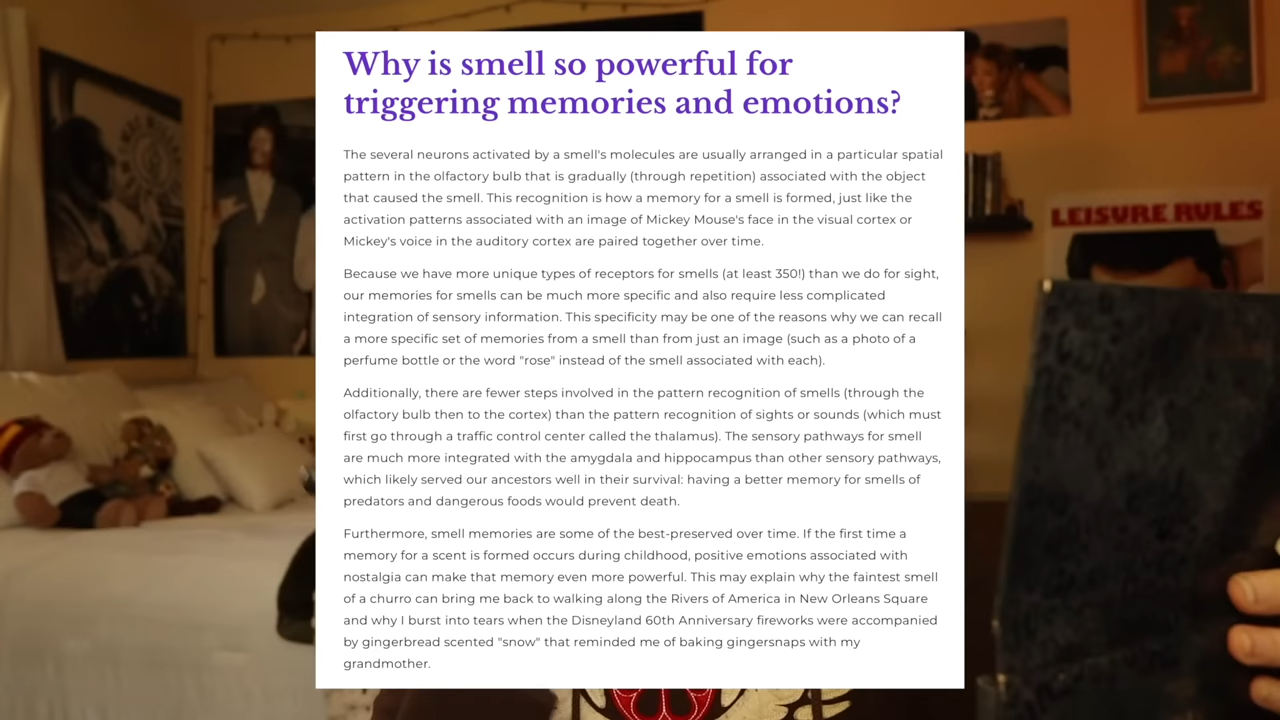 Why is smell so powerful for
triggering memories and emotions?
The several neurons activated by a smell's molecules are usually arranged in a particular spatial
pattern in the olfactory bulb that is gradually (through repetition) associated with the object
that caused the smell. This recognition is how a memory for a smell is formed, just like the
activation patterns associated with an image of Mickey Mouse's face in the visual cortex or
Mickey's voice in the auditory cortex are paired together over time.
Because we have more unique types of receptors for smells (at least 350!) than we do for sight,
our memories for smells can be much more specific and also require less complicated
integration of sensory information. This specificity may be one of the reasons why we can recall
a more specific set of memories from a smell than from just an image (such as a photo of a
perfume bottle or the word "rose" instead of the smell associated with each).
Additionally, there are fewer steps involved in the pattern recognition of smells (through the
olfactory bulb then to the cortex) than the pattern recognition of sights or sounds (which must
first go through a traffic control center called the thalamus). The sensory pathways for smell
are much more integrated with the amygdala and hippocampus than other sensory pathways,
which likely served our ancestors well in their survival: having a better memory for smells of
predators and dangerous foods would prevent death.
Furthermore, smell memories are some of the best-preserved over time. If the first time a
memory for a scent is formed occurs during childhood, positive emotions associated with
nostalgia can make that memory even more powerful. This may explain why the faintest smell
of a churro can bring me back to walking along the Rivers of America in New Orleans Square
and why I burst into tears when the Disneyland 60th Anniversary fireworks were accompanied
by gingerbread scented "snow" that reminded me of baking gingersnaps with my
grandmother.
LEISURE RULES